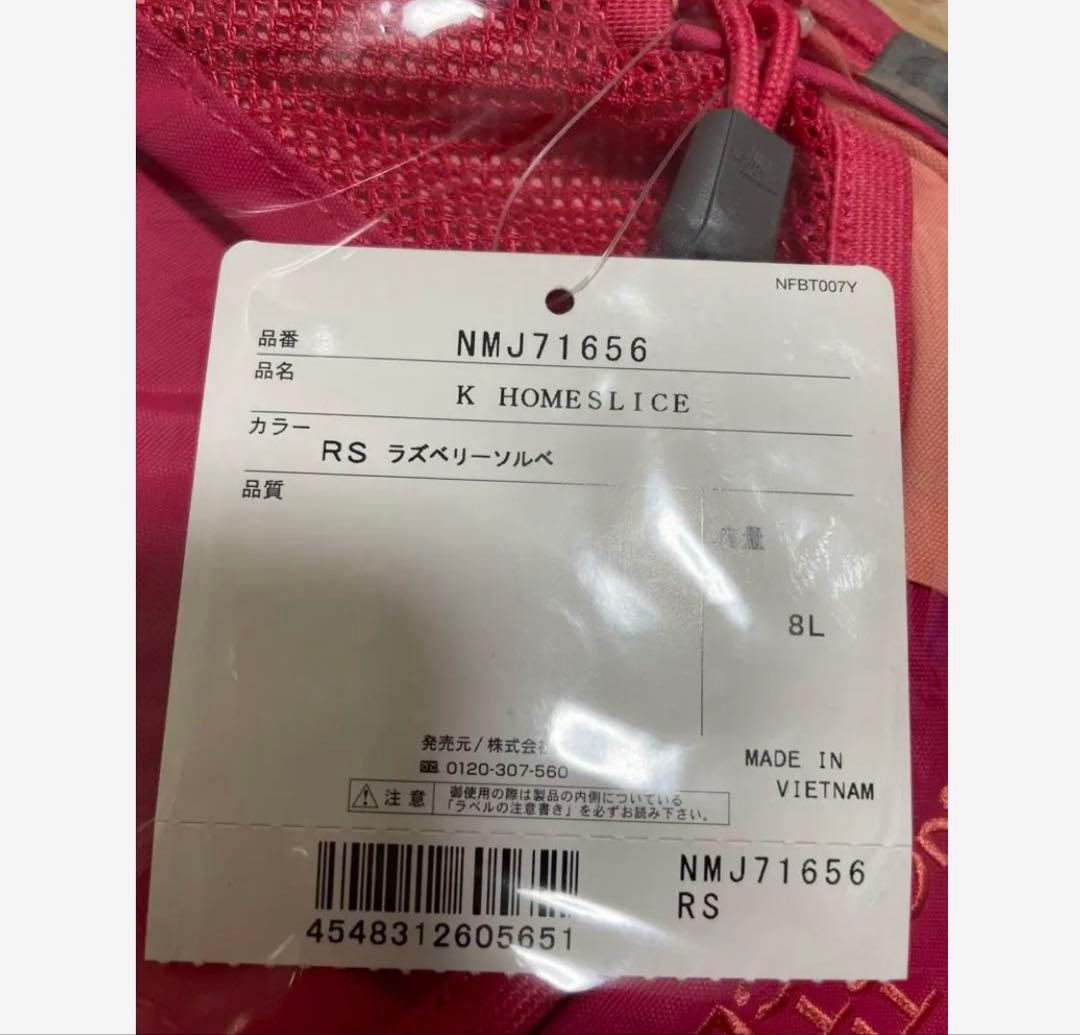 NFBT007Y
品番 NMJ71656
品名
K HOMESLICE
カラー
RS ラズベリーソルベ
品質
容量
8L
発売元/株式会社
0120-307-560
MADE IN
VIETNAM
注意
御使用の際は製品の内側についている
「ラベルの注意書き」を必ずお読み下さい。
NMJ71656
RS
4548312605651